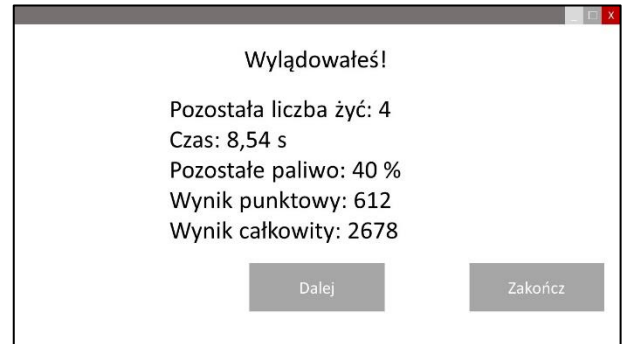 Wylądowałeś!
Pozostała liczba żyć: 4
Czas: 8,54 s
Pozostałe paliwo: 40 %
Wynik punktowy: 612
Wynik całkowity: 2678
Dalej
Zakończ